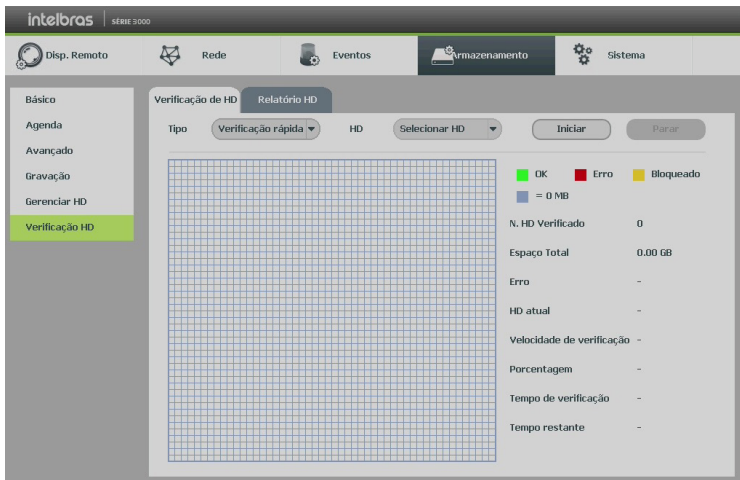 intelbras SÉRIE 3000
Disp. Remoto Rede Eventos Armazenamento Sistema
Básico
Agenda
Avançado
Gravação
Gerenciar HD
Verificação HD
Verificação de HD Relatório HD
Tipo Verificação rápida HD Selecionar HD Iniciar Parar
OK Erro Bloqueado
= 0 MB
N. HD Verificado 0
Espaço Total 0.00 GB
Erro -
HD atual -
Velocidade de verificação -
Porcentagem -
Tempo de verificação -
Tempo restante -